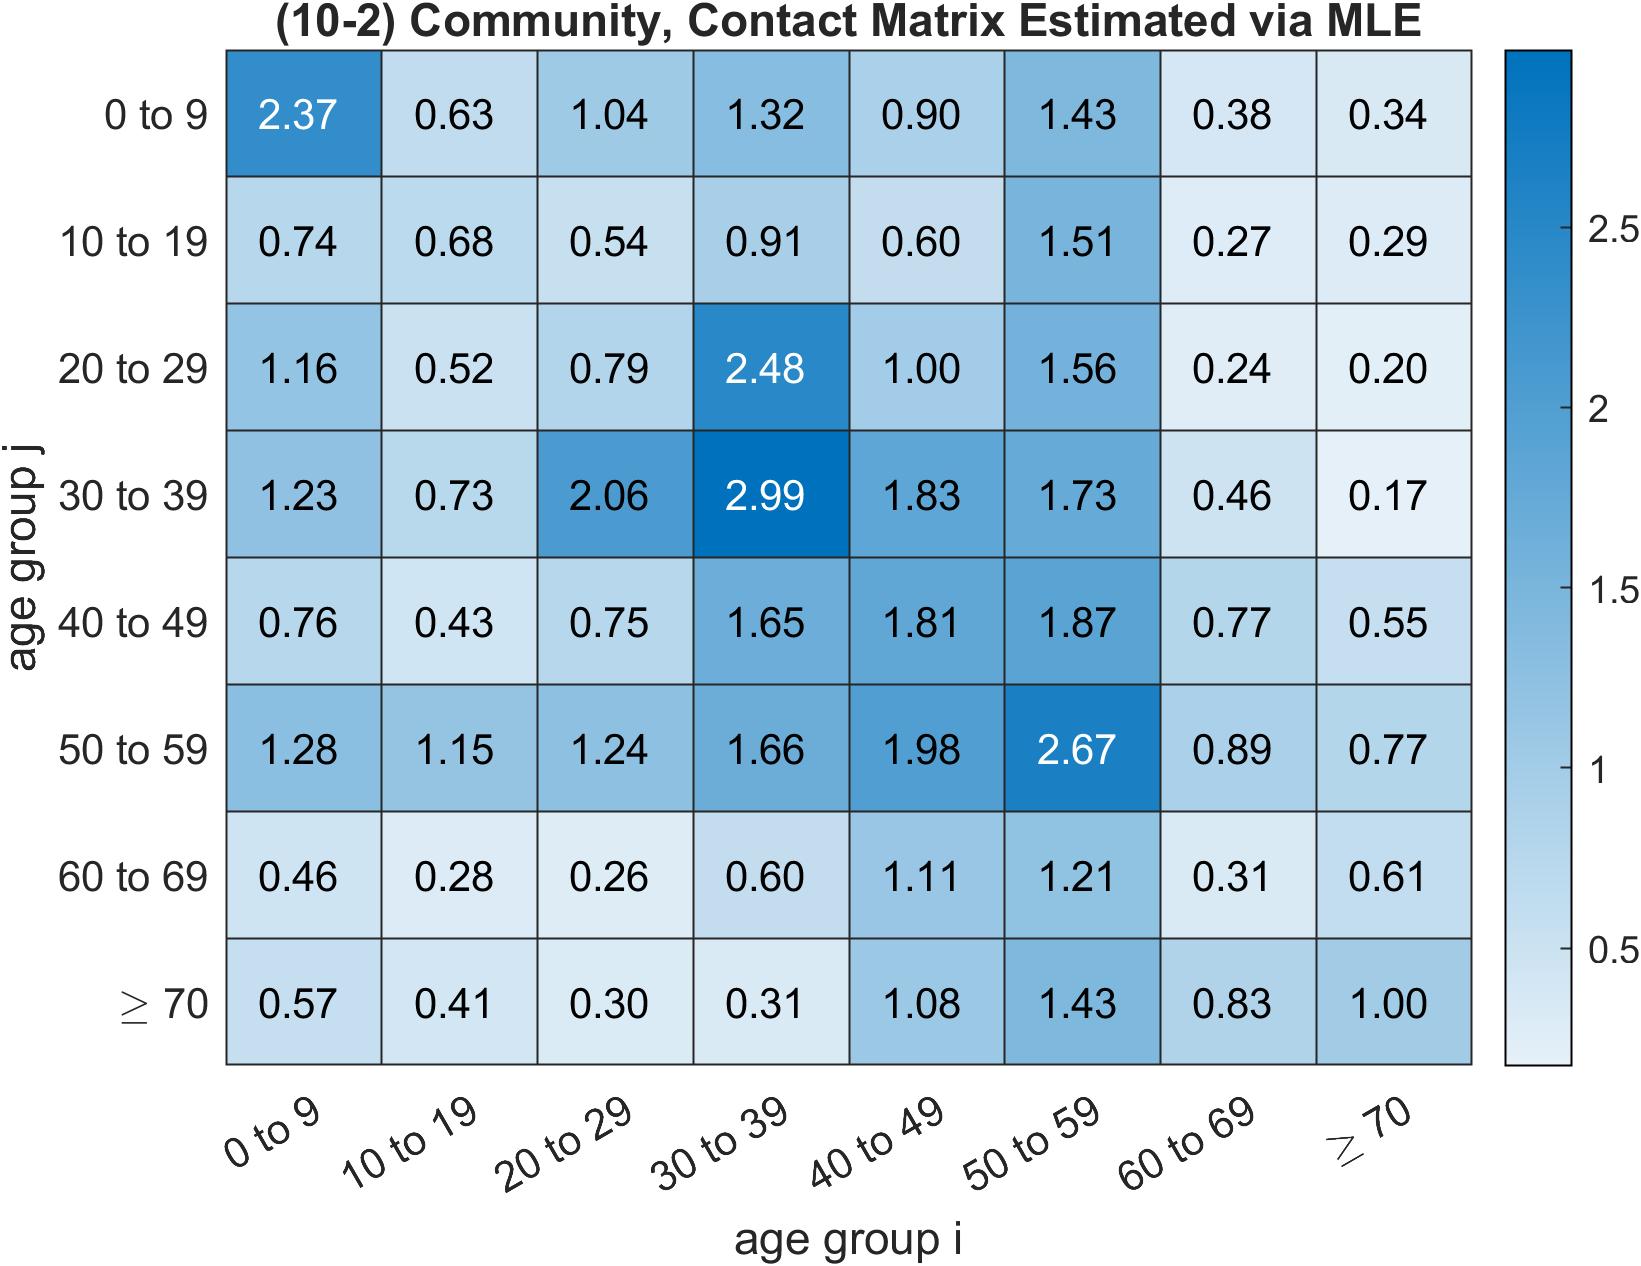 (10-2) Community, Contact Matrix Estimated via MLE
0 to 9 2.37 0.63 1.04 1.32 0.90 1.43 0.38 0.34
10 to 19 0.74 0.68 0.54 0.91 0.60 1.51 0.27 0.29
20 to 29 1.16 0.52 0.79 2.48 1.00 1.56 0.24 0.20
30 to 39 1.23 0.73 2.06 2.99 1.83 1.73 0.46 0.17
40 to 49 0.76 0.43 0.75 1.65 1.81 1.87 0.77 0.55
50 to 59 1.28 1.15 1.24 1.66 1.98 2.67 0.89 0.77
60 to 69 0.46 0.28 0.26 0.60 1.11 1.21 0.31 0.61
≥ 70 0.57 0.41 0.30 0.31 1.08 1.43 0.83 1.00
age group j
0 to 9 10 to 19 20 to 29 30 to 39 40 to 49 50 to 59 60 to 69 ≥ 70
age group i
2.5
2
1.5
1
0.5